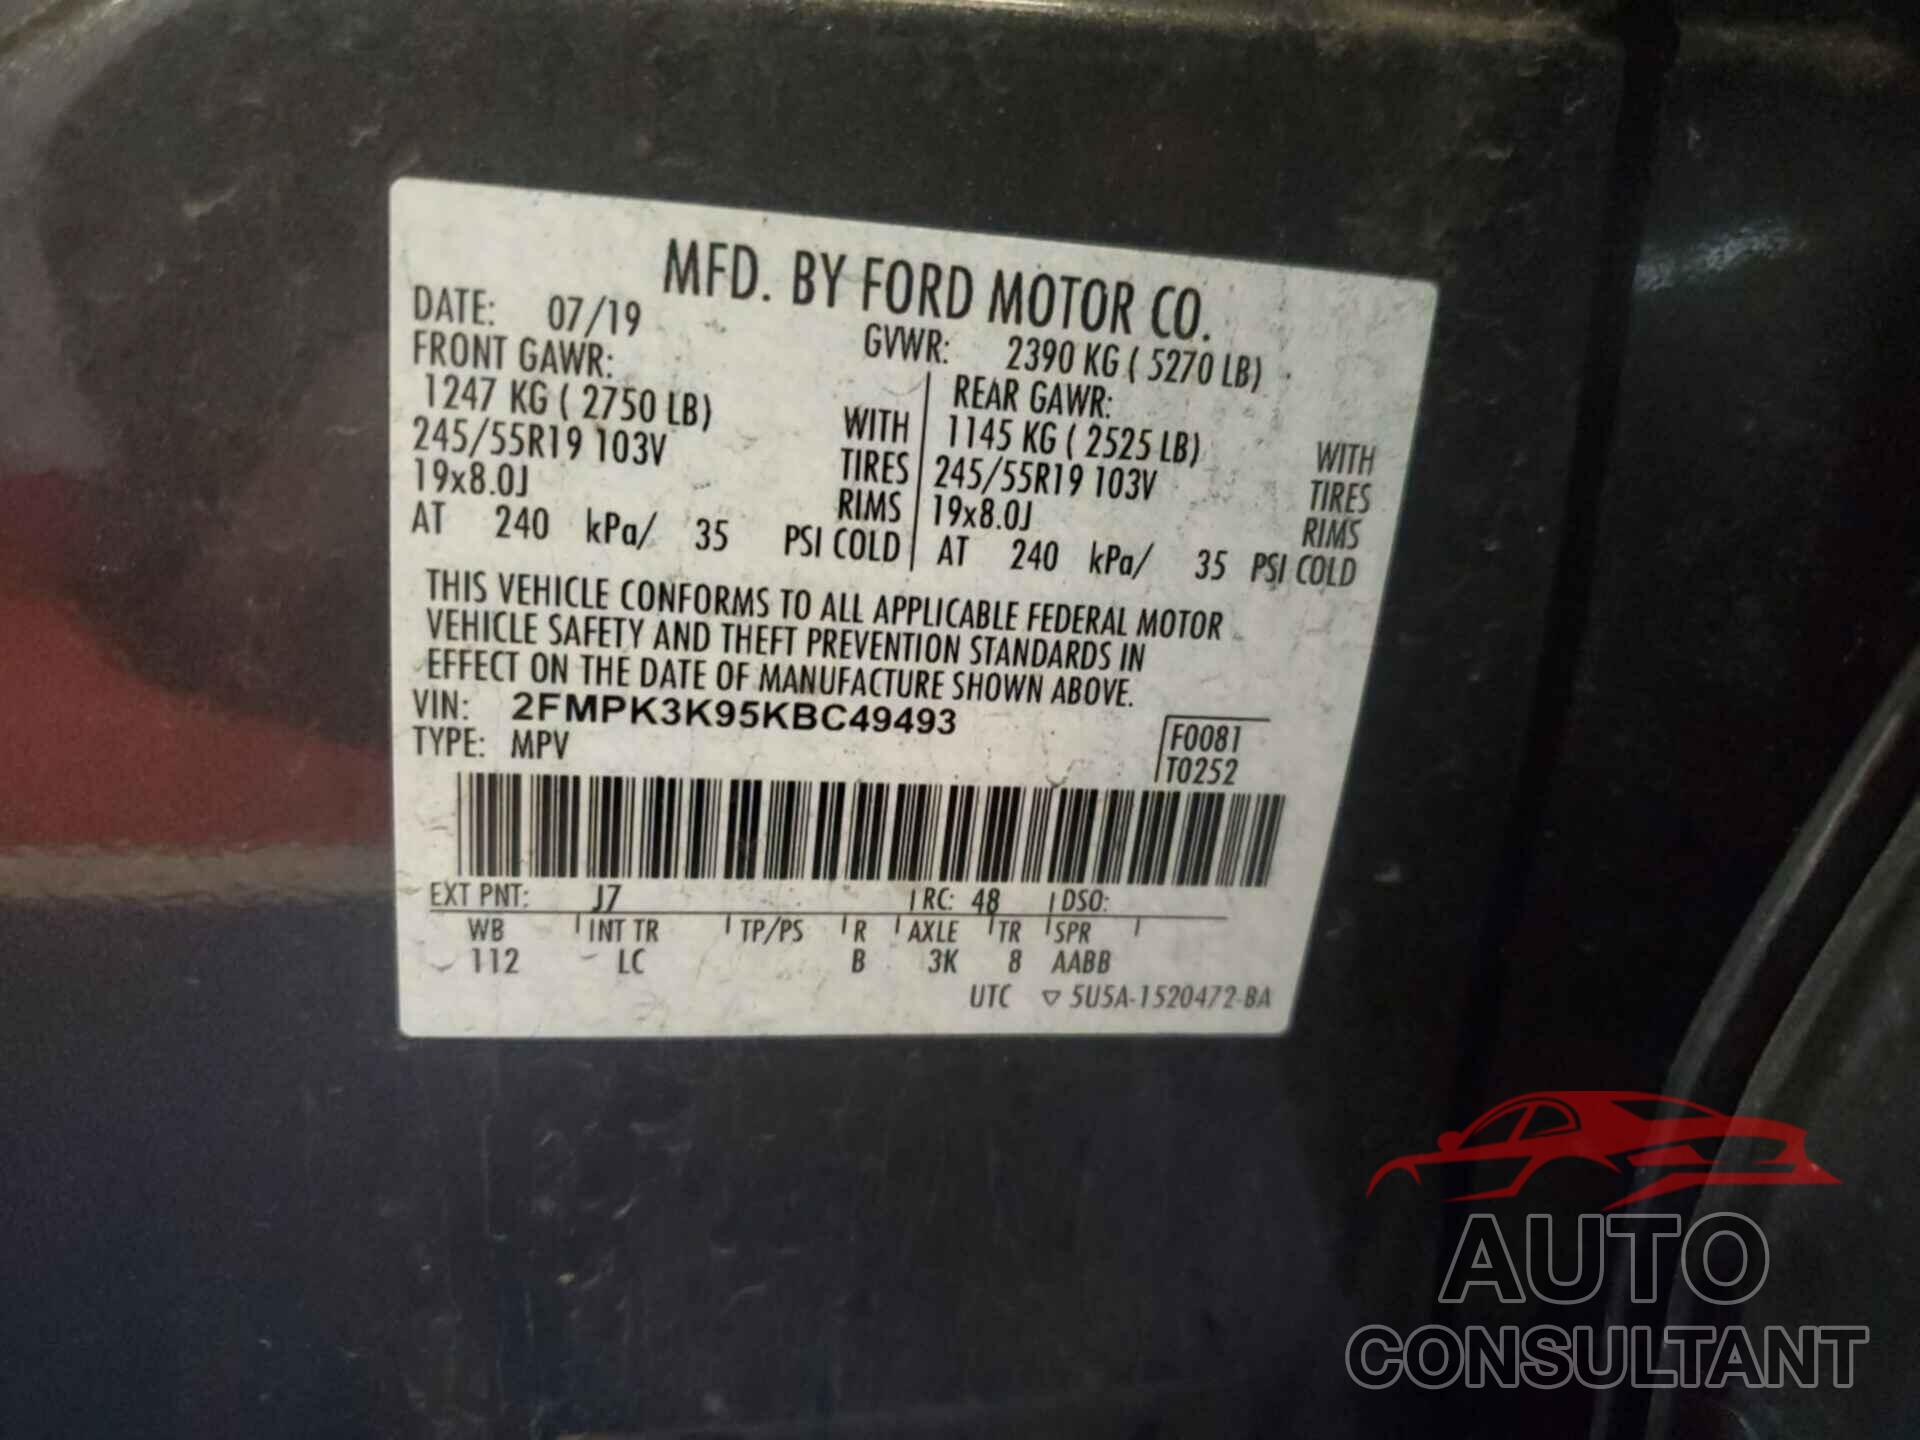 MFD. BY FORD MOTOR CO.
DATE: 07/19 GVWR: 2390 KG ( 5270 LB)
FRONT GAWR: REAR GAWR:
1247 KG ( 2750 LB) WITH 1145 KG ( 2525 LB) WITH
245/55R19 103V TIRES 245/55R19 103V TIRES
19x8.0J RIMS 19x8.0J RIMS
AT 240 kPa/ 35 PSI COLD AT 240 kPa/ 35 PSI COLD
THIS VEHICLE CONFORMS TO ALL APPLICABLE FEDERAL MOTOR
VEHICLE SAFETY AND THEFT PREVENTION STANDARDS IN
EFFECT ON THE DATE OF MANUFACTURE SHOWN ABOVE.
VIN: 2FMPK3K95KBC49493
TYPE: MPV F0081
T0252
EXT PNT: J7 RC: 48 DSO:
WB INT TR TP/PS R AXLE TR SPR
112 LC B 3K 8 AABB
UTC ▽ 5U5A-1520472-BA
AUTO
CONSULTANT